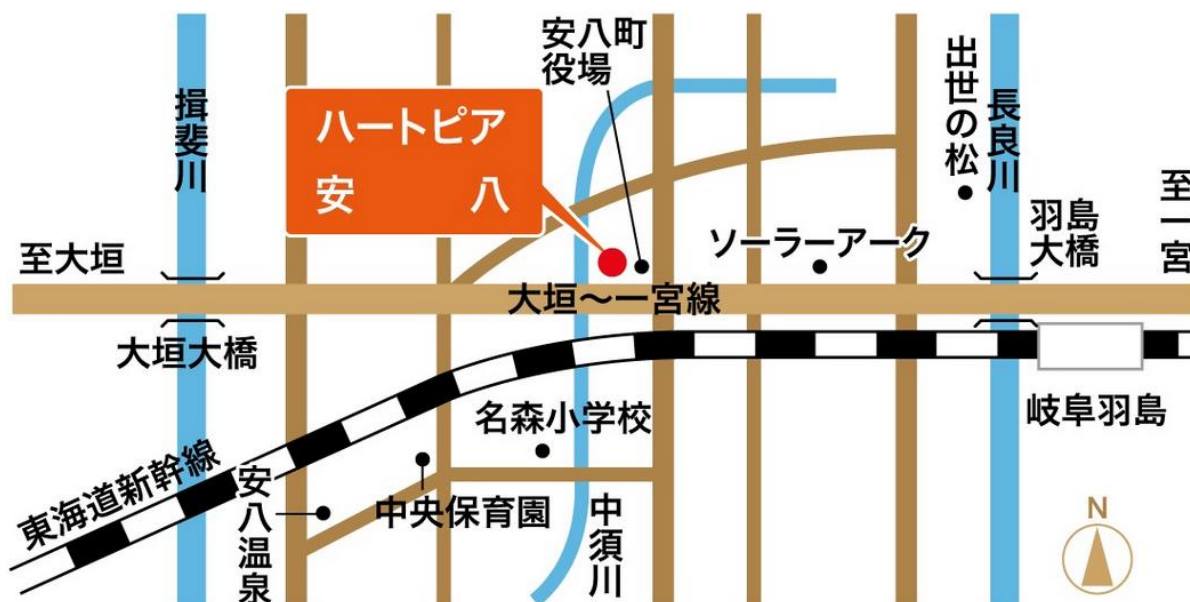 安八町
役場
出世の松
長良川
揖斐川
ハートピア
安八
至一宮
羽島
大橋
ソーラーアーク
至大垣
大垣〜一宮線
大垣大橋
岐阜羽島
名森小学校
東海道新幹線
安八温泉
中央保育園
中須川
N